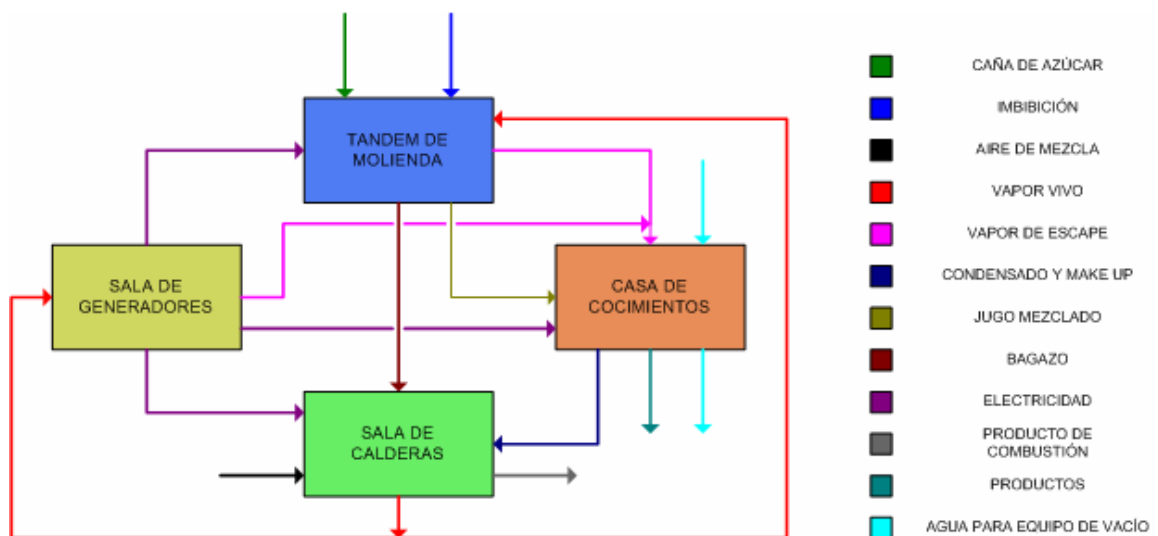 TANDEM DE
MOLIENDA
SALA DE
GENERADORES
CASA DE
COCIMIENTOS
SALA DE
CALDERAS
CAÑA DE AZÚCAR
IMBIBICIÓN
AIRE DE MEZCLA
VAPOR VIVO
VAPOR DE ESCAPE
CONDENSADO Y MAKE UP
JUGO MEZCLADO
BAGAZO
ELECTRICIDAD
PRODUCTO DE
COMBUSTIÓN
PRODUCTOS
AGUA PARA EQUIPO DE VACÍO